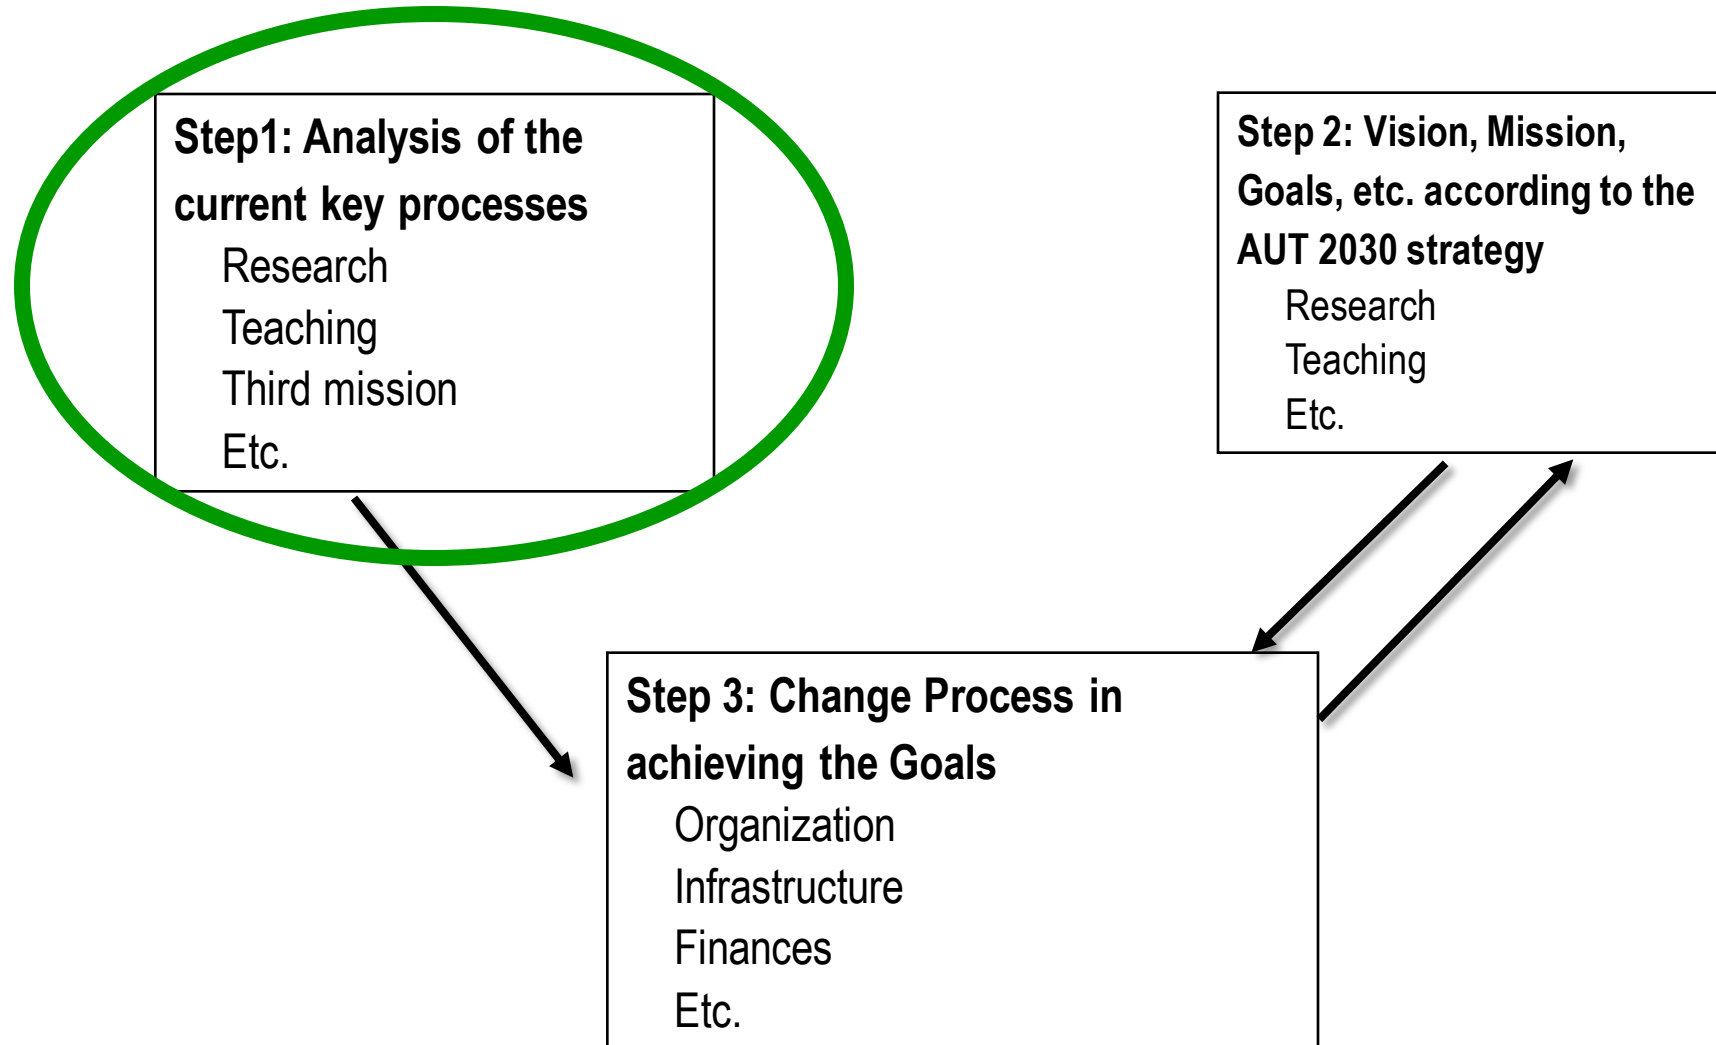 Step1: Analysis of the
current key processes
Research
Teaching
Third mission
Etc.
Step 2: Vision, Mission,
Goals, etc. according to the
AUT 2030 strategy
Research
Teaching
Etc.
Step 3: Change Process in
achieving the Goals
Organization
Infrastructure
Finances
Etc.